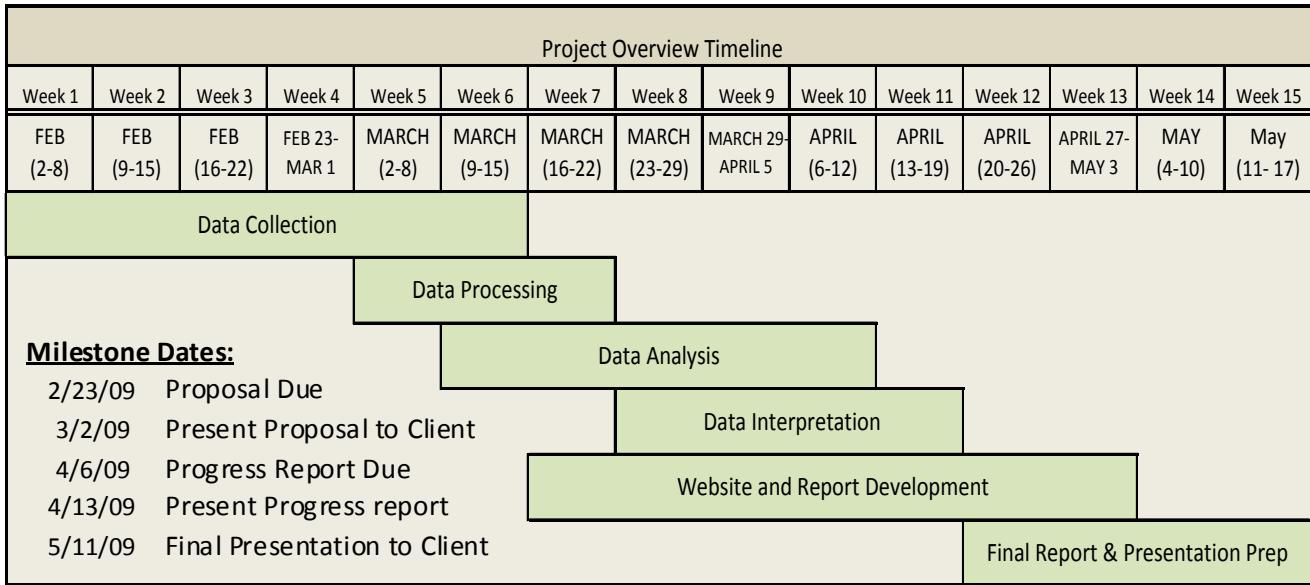 Project Overview Timeline
Week 1 Week 2 Week 3 Week 4 Week 5 Week 6 Week 7 Week 8 Week 9 Week 10 Week 11 Week 12 Week 13 Week 14 Week 15
FEB FEB FEB FEB 23- MARCH MARCH MARCH MARCH MARCH 29- APRIL APRIL APRIL APRIL 27- MAY May
(2-8) (9-15) (16-22) MAR 1 (2-8) (9-15) (16-22) (23-29) APRIL 5 (6-12) (13-19) (20-26) MAY 3 (4-10) (11- 17)
Data Collection
Data Processing
Data Analysis
Data Interpretation
Website and Report Development
Final Report & Presentation Prep
Milestone Dates:
2/23/09 Proposal Due
3/2/09 Present Proposal to Client
4/6/09 Progress Report Due
4/13/09 Present Progress report
5/11/09 Final Presentation to Client